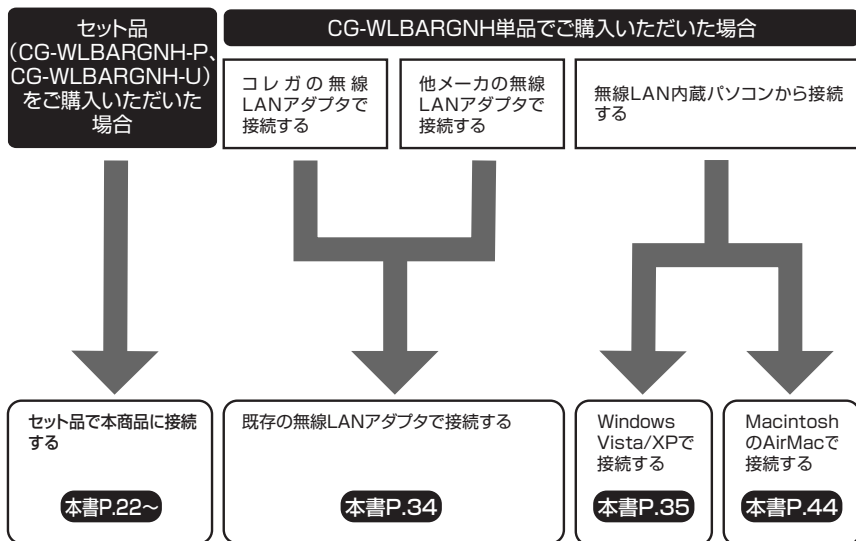 セット品
(CG-WLBARGNH-P、
CG-WLBARGNH-U)
をご購入いただいた
場合
CG-WLBARGNH単品でご購入いただいた場合
コレガの無線
LANアダプタで
接続する
他メーカの無線
LANアダプタで
接続する
無線LAN内蔵パソコンから接続
する
セット品で本商品に接続
する
本書P.22～
既存の無線LANアダプタで接続する
本書P.34
Windows
Vista/XPで
接続する
本書P.35
Macintosh
のAirMacで
接続する
本書P.44